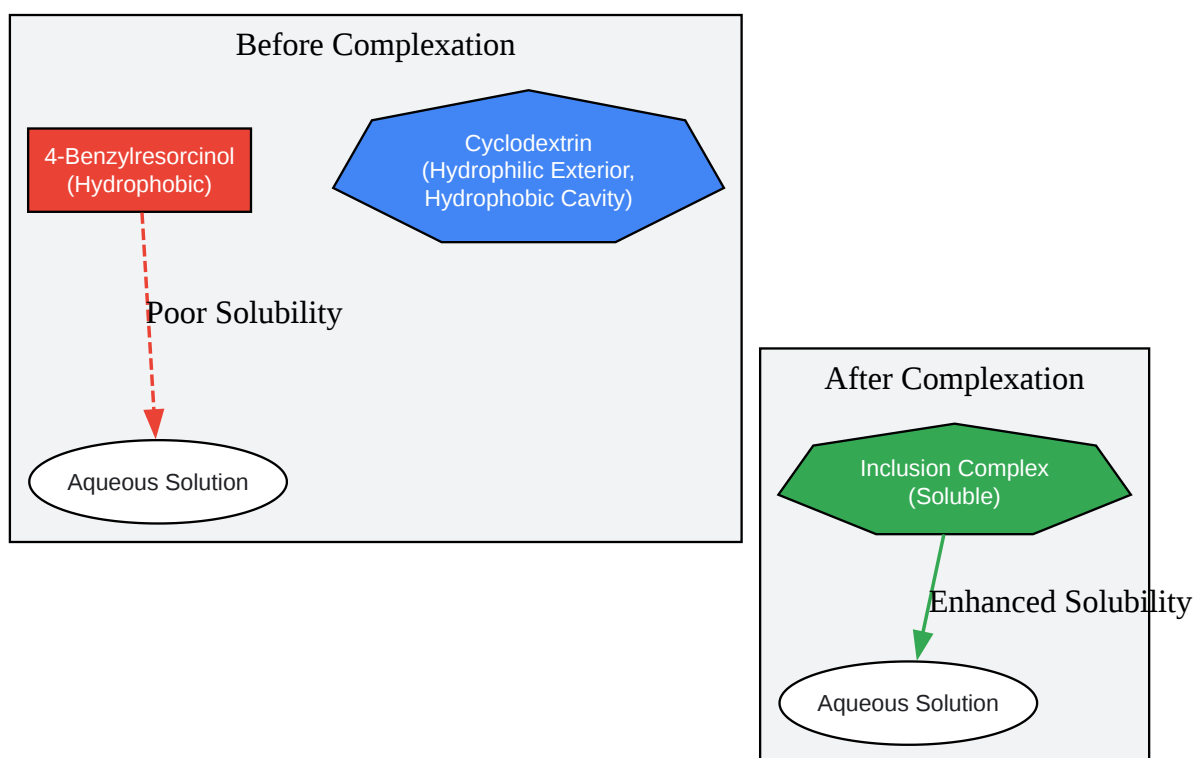 Before Complexation
4-Benzylresorcinol
(Hydrophobic)
Cyclodextrin
(Hydrophilic Exterior,
Hydrophobic Cavity)
Poor Solubility
Aqueous Solution
After Complexation
Inclusion Complex
(Soluble)
Enhanced Solubility
Aqueous Solution